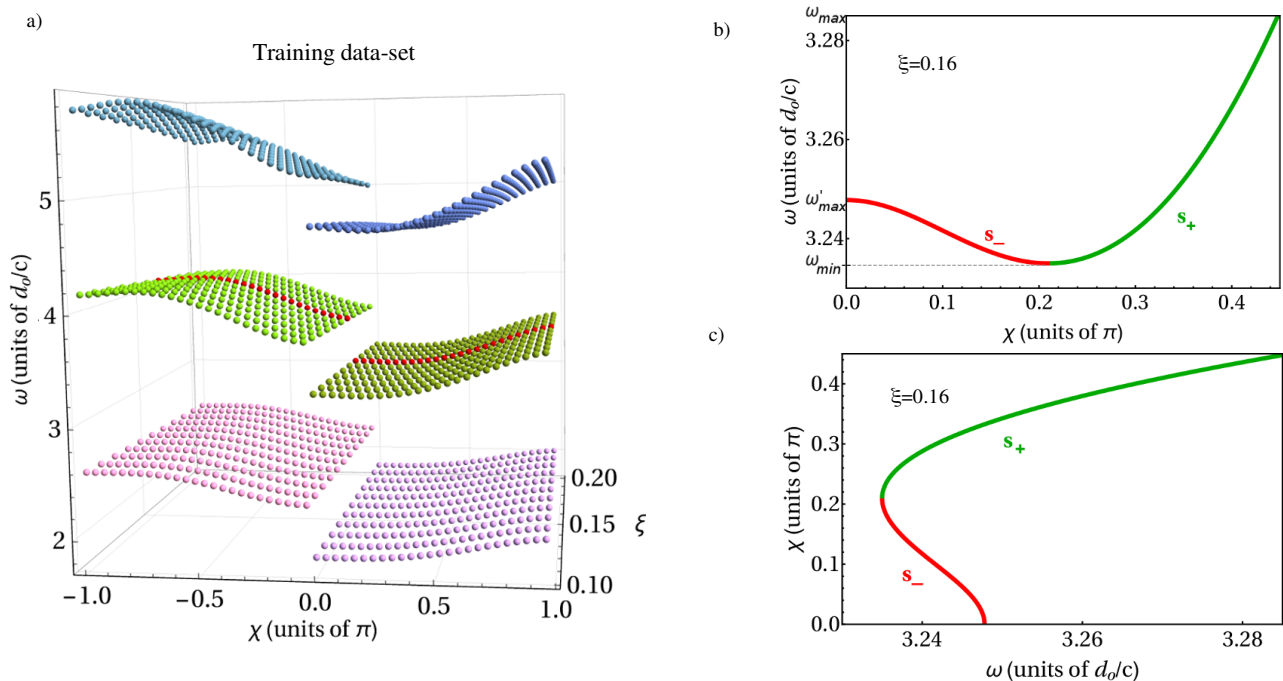 a)
Training data-set
ω (units of d₀/c)
5
4
3
2
−1.0
−0.5
0.0
0.5
1.0
χ (units of π)
0.20
0.15
0.10
ξ
b)
ξ=0.16
ω (units of d₀/c)
ωmax
3.28
3.26
ω'max
3.24
ωmin
s−
s+
0.0
0.1
0.2
0.3
0.4
χ (units of π)
c)
ξ=0.16
χ (units of π)
0.4
0.3
0.2
0.1
0.0
s+
s−
3.24
3.26
3.28
ω (units of d₀/c)